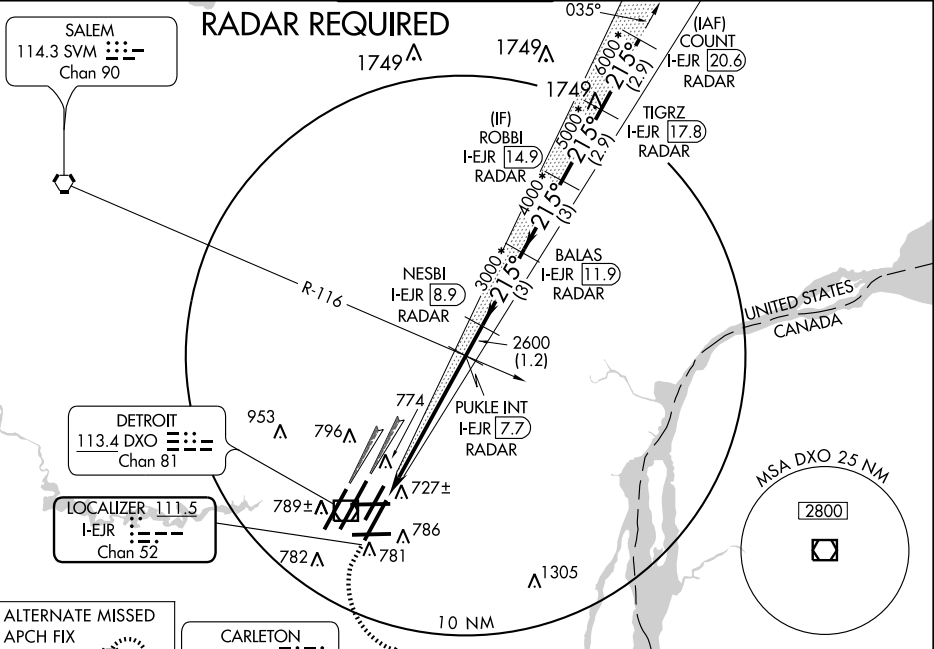 RADAR REQUIRED
SALEM
114.3 SVM
Chan 90
1749
1749
1749
035°
(IAF)
COUNT
I-EJR 20.6
RADAR
6000*
215°
(2.9)
TIGRZ
I-EJR 17.8
RADAR
5000*
215°
(2.9)
(IF)
ROBBI
I-EJR 14.9
RADAR
4000*
215°
(3)
BALAS
I-EJR 11.9
RADAR
3000*
215°
(3)
NESBI
I-EJR 8.9
RADAR
R-116
2600
(1.2)
UNITED STATES
CANADA
PUKLE INT
I-EJR 7.7
RADAR
DETROIT
113.4 DXO
Chan 81
953
796
774
789±
727±
786
781
782
1305
LOCALIZER 111.5
I-EJR
Chan 52
MSA DXO 25 NM
2800
10 NM
ALTERNATE MISSED
APCH FIX
CARLETON